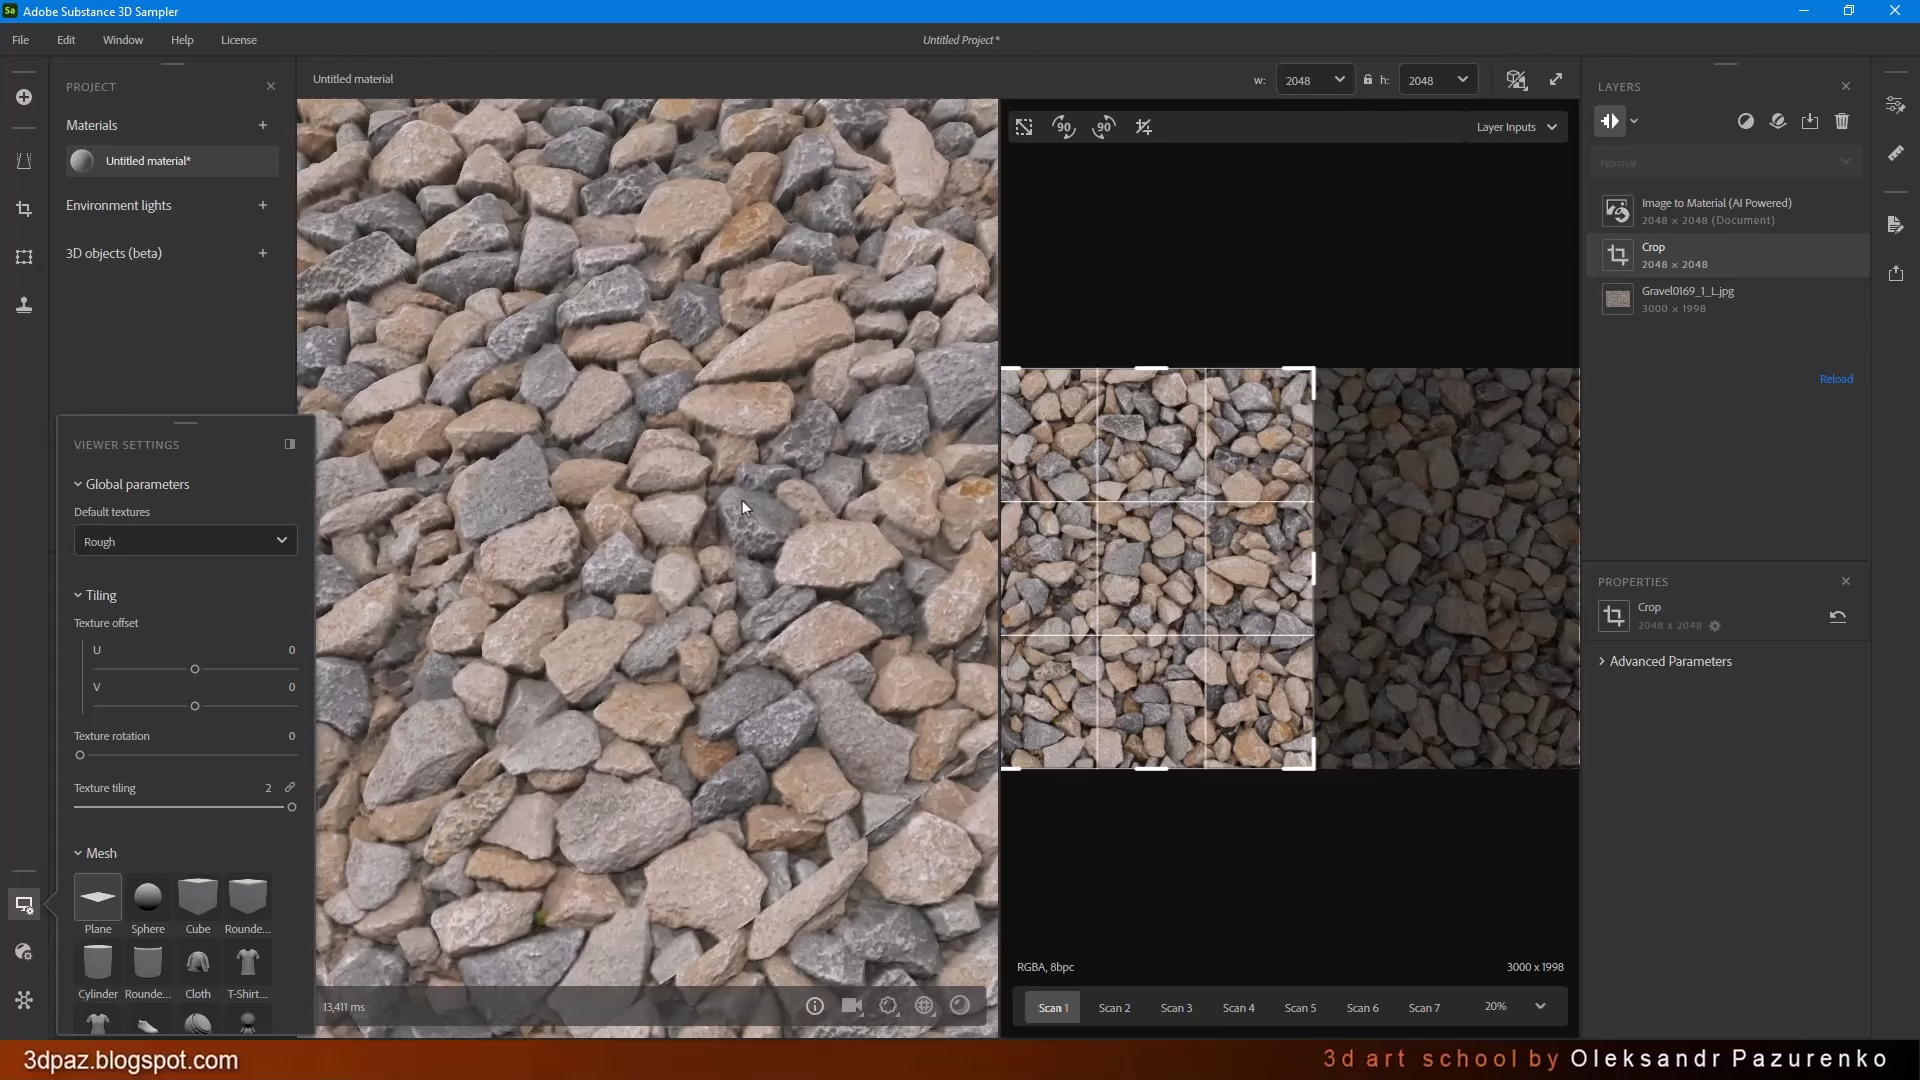 Sa Adobe Substance 3D Sampler
File Edit Window Help License
Untitled Project*
PROJECT
Materials
Untitled material*
Environment lights
3D objects (beta)
VIEWER SETTINGS
Global parameters
Default textures
Rough
Tiling
Texture offset
U 0
V 0
Texture rotation 0
Texture tiling 2
Mesh
Plane Sphere Cube Rounde...
Cylinder Rounde... Cloth T-Shirt...
Untitled material
w: 2048 h: 2048
90 90
Layer Inputs
13,411 ms
RGBA, 8bpc
3000 x 1998
Scan 1 Scan 2 Scan 3 Scan 4 Scan 5 Scan 6 Scan 7 20%
LAYERS
Normal
Image to Material (AI Powered)
2048 x 2048 (Document)
Crop
2048 x 2048
Gravel0169_1_L.jpg
3000 x 1998
Reload
PROPERTIES
Crop
2048 x 2048
Advanced Parameters
3dpaz.blogspot.com
3d art school by Oleksandr Pazurenko